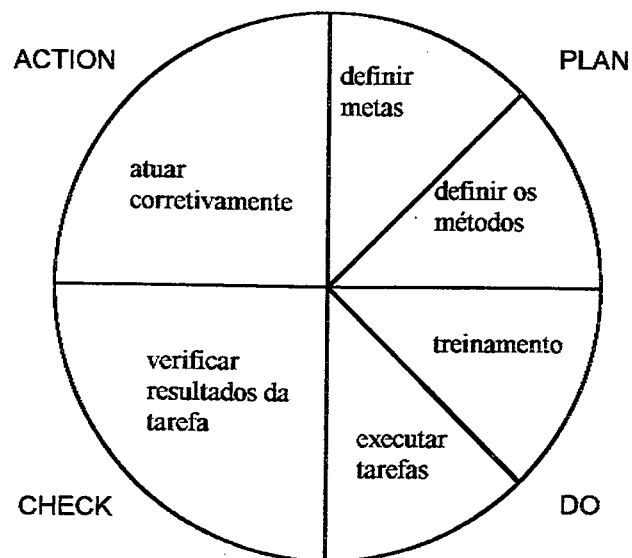 ACTION
PLAN
definir
metas
atuar
corretivamente
definir os
métodos
treinamento
verificar
resultados da
tarefa
executar
tarefas
CHECK
DO